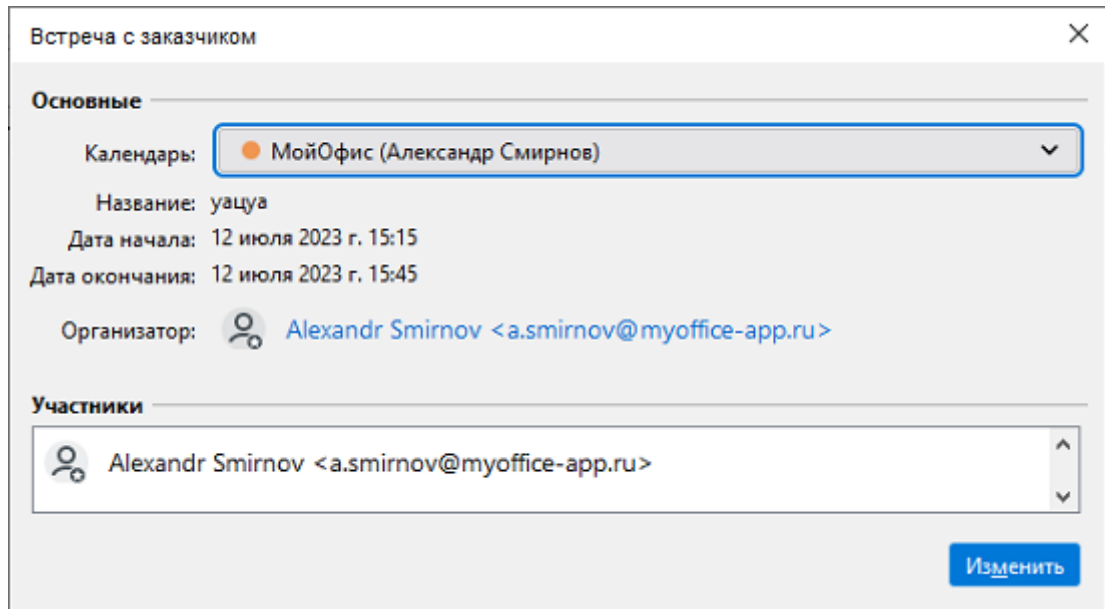 Встреча с заказчиком
Основные
Календарь: МойОфис (Александр Смирнов)
Название: уацуа
Дата начала: 12 июля 2023 г. 15:15
Дата окончания: 12 июля 2023 г. 15:45
Организатор: Alexandr Smirnov <a.smirnov@myoffice-app.ru>
Участники
Alexandr Smirnov <a.smirnov@myoffice-app.ru>
Изменить